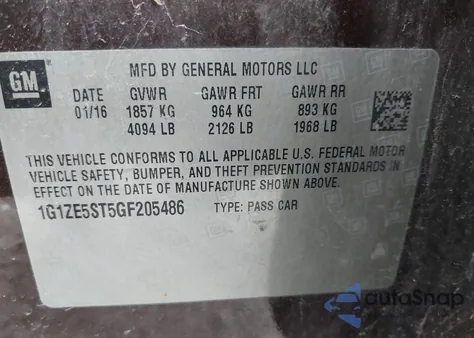 GM
MFD BY GENERAL MOTORS LLC
DATE GVWR GAWR FRT GAWR RR
01/16 1857 KG 964 KG 893 KG
4094 LB 2126 LB 1968 LB
THIS VEHICLE CONFORMS TO ALL APPLICABLE U.S. FEDERAL MOTOR
VEHICLE SAFETY, BUMPER, AND THEFT PREVENTION STANDARDS IN
EFFECT ON THE DATE OF MANUFACTURE SHOWN ABOVE.
1G1ZE5ST5GF205486 TYPE: PASS CAR
autoSnap